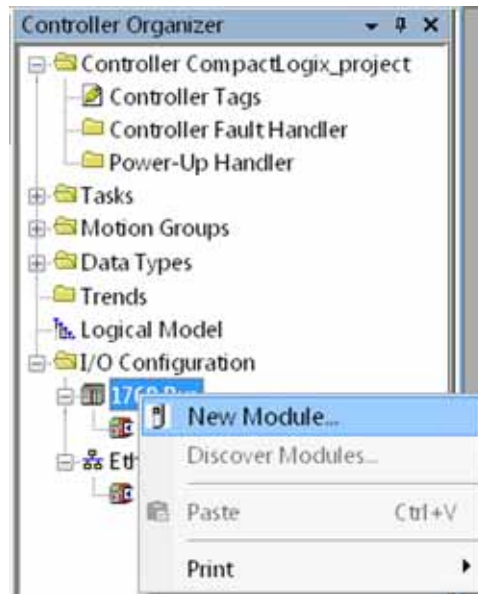 Controller Organizer
Controller CompactLogix_project
Controller Tags
Controller Fault Handler
Power-Up Handler
Tasks
Motion Groups
Data Types
Trends
Logical Model
I/O Configuration
New Module...
Discover Modules...
Paste Ctrl+V
Print